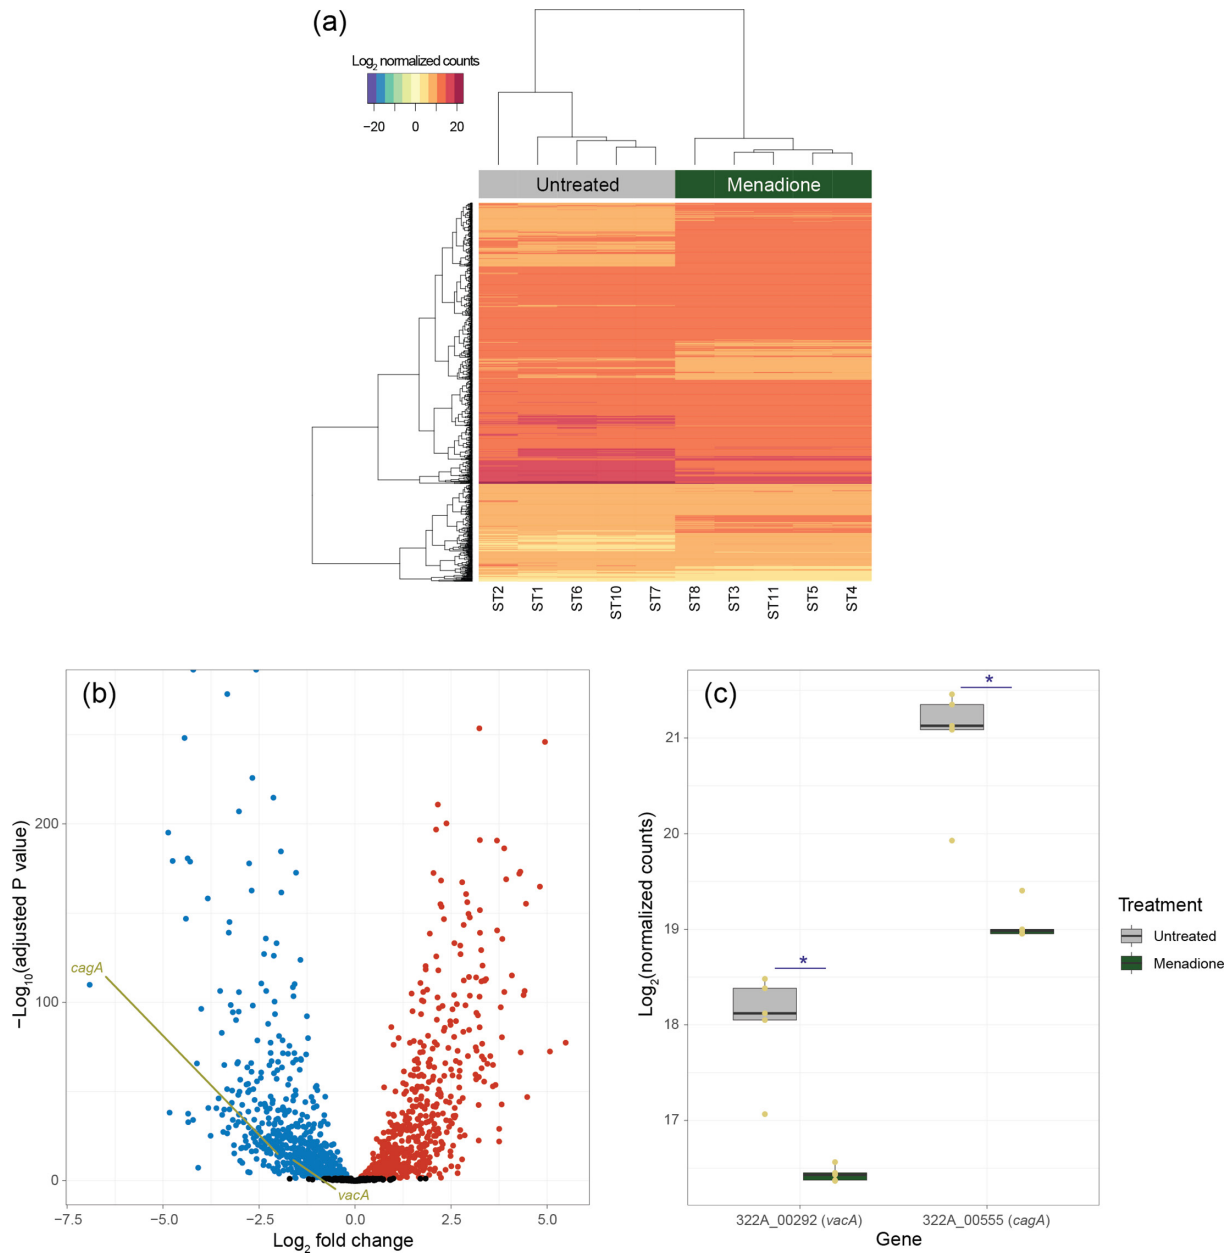 (a)
Log2 normalized counts
−20 0 20
Untreated Menadione
ST2 ST1 ST6 ST10 ST7 ST8 ST3 ST11 ST5 ST4
(b)
−Log10(adjusted P value)
200
100
0
cagA
vacA
−7.5 −5.0 −2.5 0.0 2.5 5.0
Log2 fold change
(c)
*
*
Log2(normalized counts)
21
20
19
18
17
322A_00292 (vacA) 322A_00555 (cagA)
Gene
Treatment
Untreated
Menadione